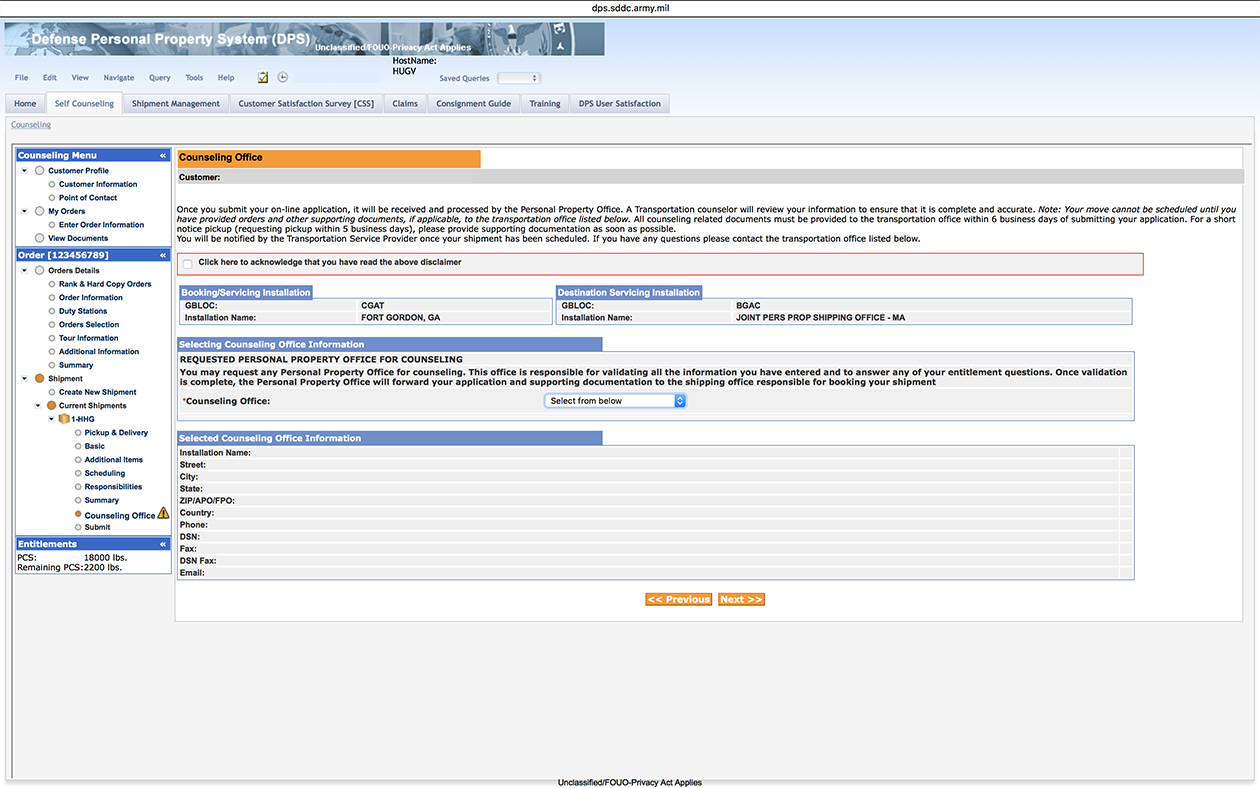 dps.sddc.army.mil
Defense Personal Property System (DPS)
Unclassified/FOUO-Privacy Act Applies
HostName:
HUGV
File Edit View Navigate Query Tools Help
Saved Queries
Home Self Counseling Shipment Management Customer Satisfaction Survey [CSS] Claims Consignment Guide Training DPS User Satisfaction
Counseling
Counseling Menu «
Customer Profile
Customer Information
Point of Contact
My Orders
Enter Order Information
View Documents
Order [123456789] «
Orders Details
Rank & Hard Copy Orders
Order Information
Duty Stations
Orders Selection
Tour Information
Additional Information
Summary
Shipment
Create New Shipment
Current Shipments
1-HHG
Pickup & Delivery
Basic
Additional Items
Scheduling
Responsibilities
Summary
Counseling Office
Submit
Entitlements «
PCS: 18000 lbs.
Remaining PCS:2200 lbs.
Counseling Office
Customer:
Once you submit your on-line application, it will be received and processed by the Personal Property Office. A Transportation counselor will review your information to ensure that it is complete and accurate. Note: Your move cannot be scheduled until you
have provided orders and other supporting documents, if applicable, to the transportation office listed below. All counseling related documents must be provided to the transportation office within 6 business days of submitting your application. For a short
notice pickup (requesting pickup within 5 business days), please provide supporting documentation as soon as possible.
You will be notified by the Transportation Service Provider once your shipment has been scheduled. If you have any questions please contact the transportation office listed below.
Click here to acknowledge that you have read the above disclaimer
Booking/Servicing Installation
GBLOC: CGAT
Installation Name: FORT GORDON, GA
Destination Servicing Installation
GBLOC: BGAC
Installation Name: JOINT PERS PROP SHIPPING OFFICE - MA
Selecting Counseling Office Information
REQUESTED PERSONAL PROPERTY OFFICE FOR COUNSELING
You may request any Personal Property Office for counseling. This office is responsible for validating all the information you have entered and to answer any of your entitlement questions. Once validation
is complete, the Personal Property Office will forward your application and supporting documentation to the shipping office responsible for booking your shipment
*Counseling Office: Select from below
Selected Counseling Office Information
Installation Name:
Street:
City:
State:
ZIP/APO/FPO:
Country:
Phone:
DSN:
Fax:
DSN Fax:
Email:
<< Previous Next >>
Unclassified/FOUO-Privacy Act Applies